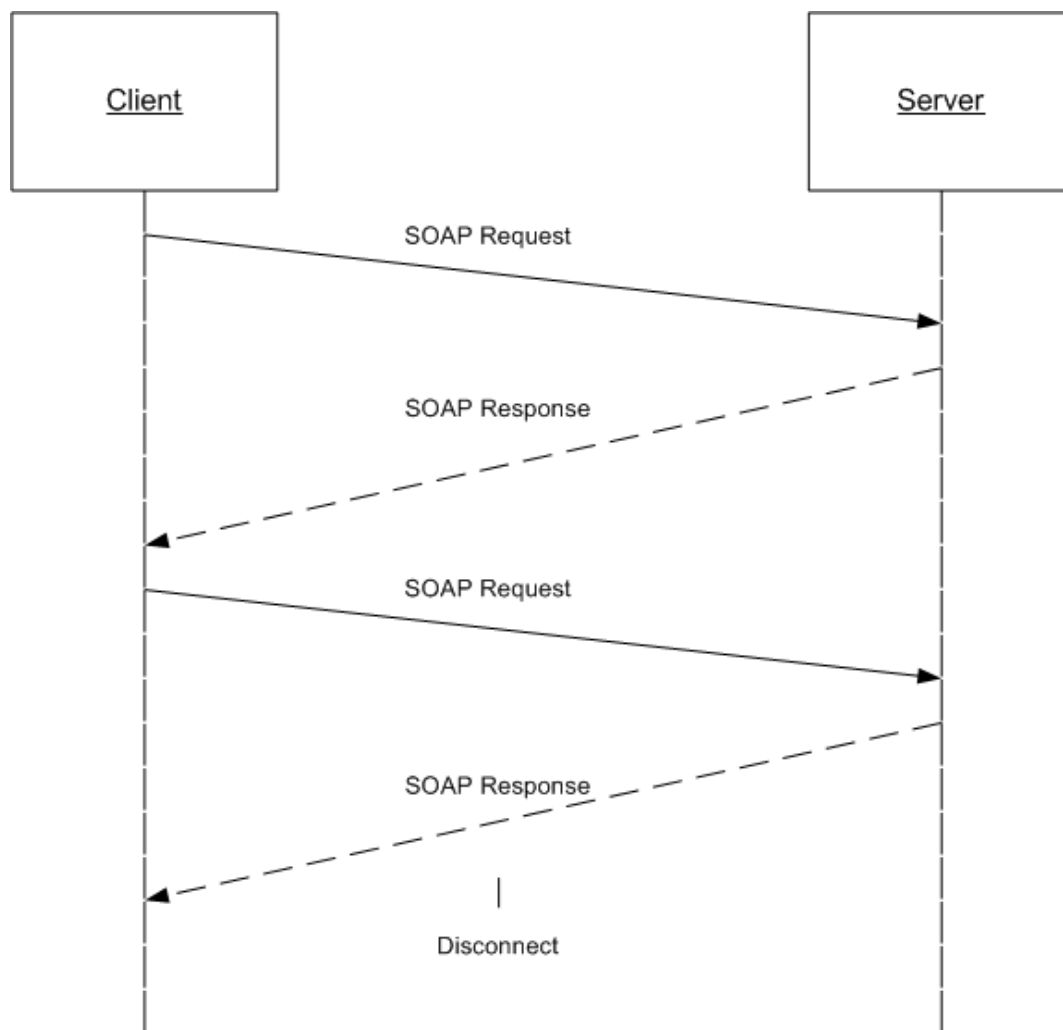 Client
Server
SOAP Request
SOAP Response
SOAP Request
SOAP Response
Disconnect